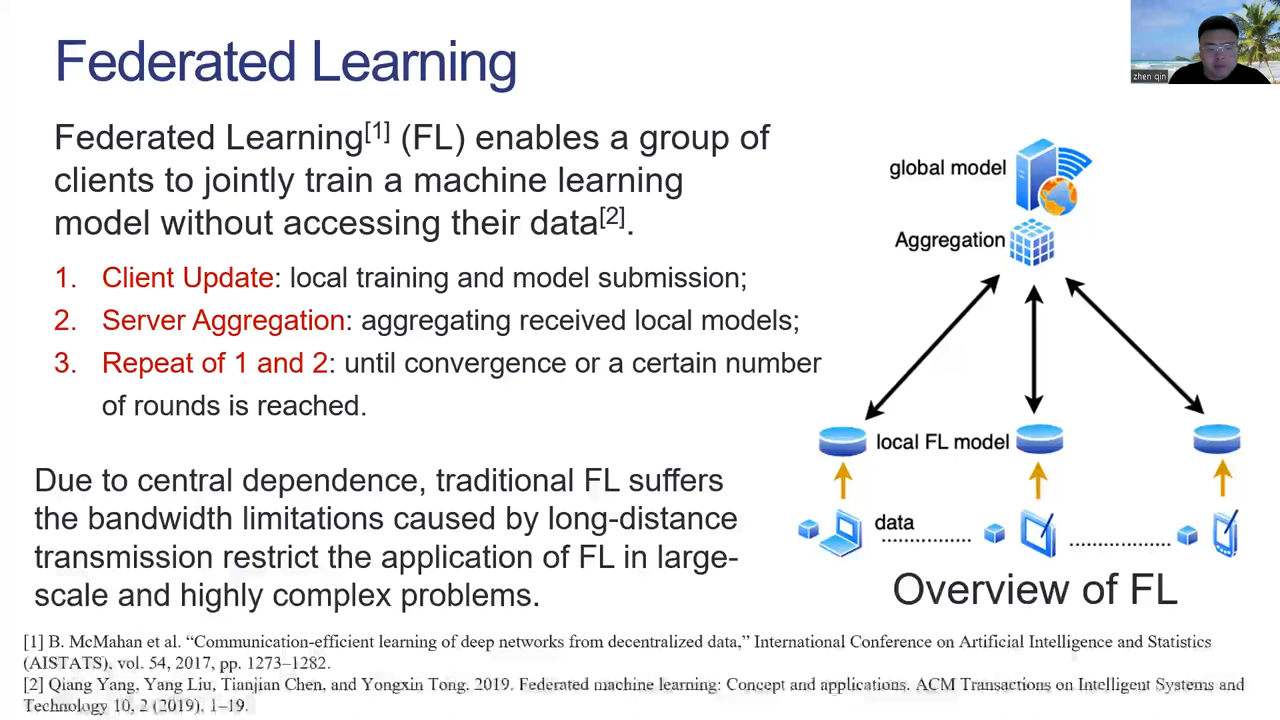 Federated Learning
zhen qin
Federated Learning[1] (FL) enables a group of
clients to jointly train a machine learning
model without accessing their data[2].
1. Client Update: local training and model submission;
2. Server Aggregation: aggregating received local models;
3. Repeat of 1 and 2: until convergence or a certain number
of rounds is reached.
Due to central dependence, traditional FL suffers
the bandwidth limitations caused by long-distance
transmission restrict the application of FL in large-
scale and highly complex problems.
global model
Aggregation
local FL model
data
Overview of FL
[1] B. McMahan et al. “Communication-efficient learning of deep networks from decentralized data,” International Conference on Artificial Intelligence and Statistics
(AISTATS), vol. 54, 2017, pp. 1273–1282.
[2] Qiang Yang, Yang Liu, Tianjian Chen, and Yongxin Tong. 2019. Federated machine learning: Concept and applications. ACM Transactions on Intelligent Systems and
Technology 10, 2 (2019), 1–19.